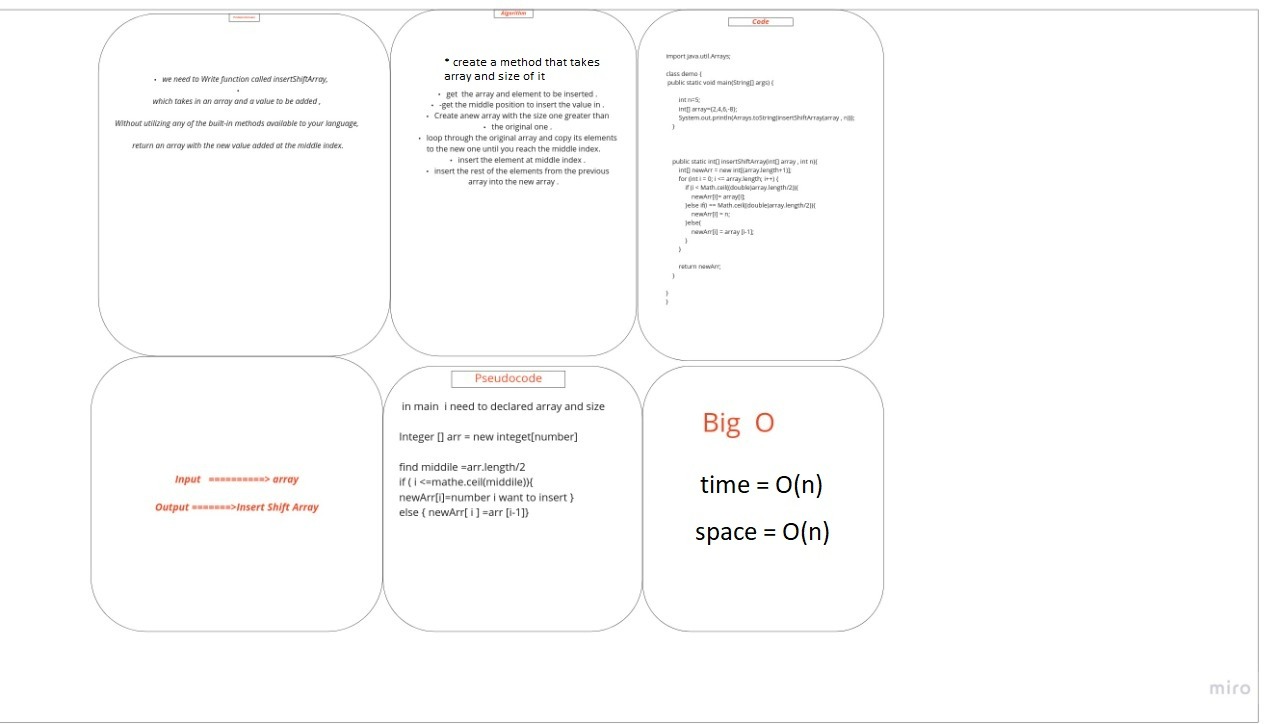 • we need to Write function called insertShiftArray,
•
which takes in an array and a value to be added ,
Without utilizing any of the built-in methods available to your language,
return an array with the new value added at the middle index.
Algorithm
* create a method that takes
array and size of it
• get the array and element to be inserted .
• -get the middle position to insert the value in .
• Create anew array with the size one greater than
• the original one .
• loop through the original array and copy its elements
to the new one until you reach the middle index.
• insert the element at middle index .
• insert the rest of the elements from the previous
array into the new array .
Code
import java.util.Arrays;
class demo {
public static void main(String[] args) {
int n=5;
int[] array={2,4,6,-8};
System.out.println(Arrays.toString(insertShiftArray(array , n)));
}
public static int[] insertShiftArray(int[] array , int n){
int[] newArr = new int[array.length+1];
for (int i = 0; i <= array.length; i++) {
if(i < Math.ceil((double)array.length/2)){
newArr[i]= array[i];
}else if(i == Math.ceil((double)array.length/2)){
newArr[i] = n;
}else{
newArr[i] = array [i-1];
}
}
return newArr;
}
}
}
Input ==========> array
Output =======>Insert Shift Array
Pseudocode
in main i need to declared array and size
Integer [] arr = new integet[number]
find middile =arr.length/2
if ( i <=mathe.ceil(middile)){
newArr[i]=number i want to insert }
else { newArr[ i ] =arr [i-1]}
Big O
time = O(n)
space = O(n)
miro